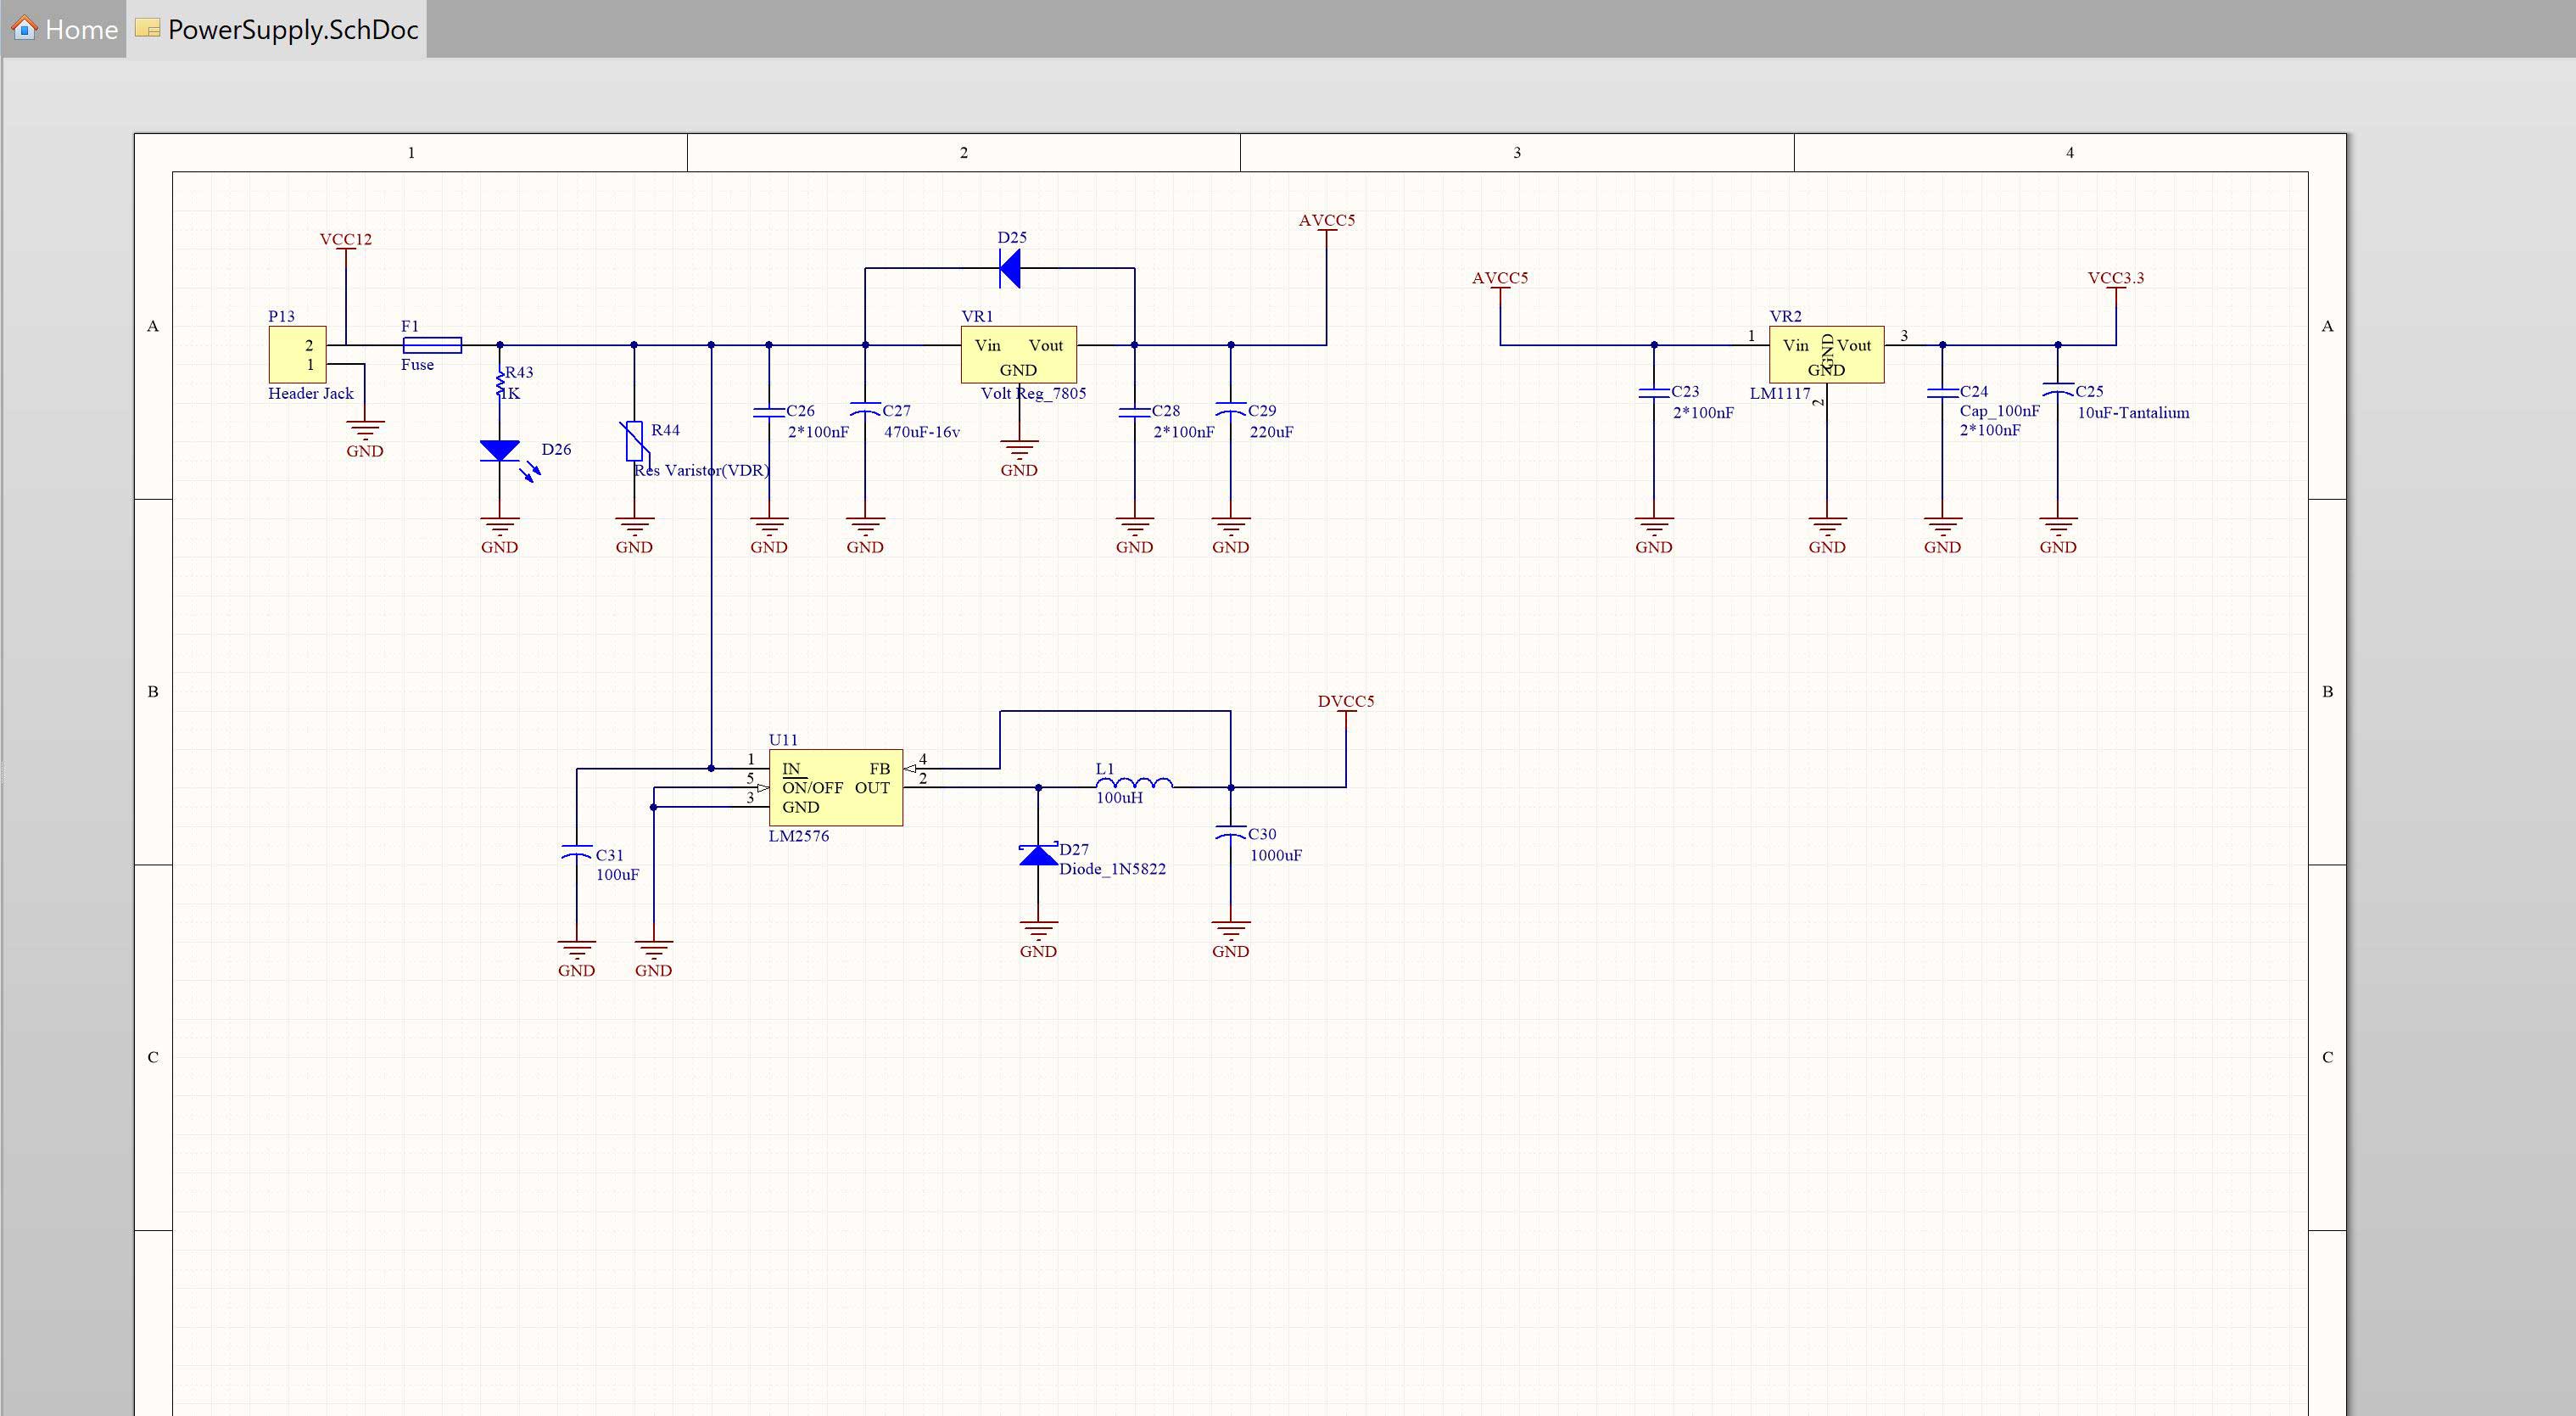 Home
PowerSupply.SchDoc
1
2
3
4
A
A
B
B
C
C
VCC12
P13
2
1
Header Jack
GND
F1
Fuse
R43
1K
D26
GND
R44
Res Varistor(VDR)
GND
C26
2*100nF
GND
C27
470uF-16v
GND
D25
VR1
Vin
Vout
GND
Volt Reg_7805
GND
C28
2*100nF
GND
C29
220uF
GND
AVCC5
AVCC5
C23
2*100nF
GND
VR2
1
Vin
GND
Vout
3
GND
LM1117
2
GND
C24
Cap_100nF
2*100nF
GND
C25
10uF-Tantalium
GND
VCC3.3
U11
1
IN
FB
4
5
ON/OFF
OUT
2
3
GND
LM2576
C31
100uF
GND
GND
L1
100uH
D27
Diode_1N5822
GND
C30
1000uF
GND
DVCC5